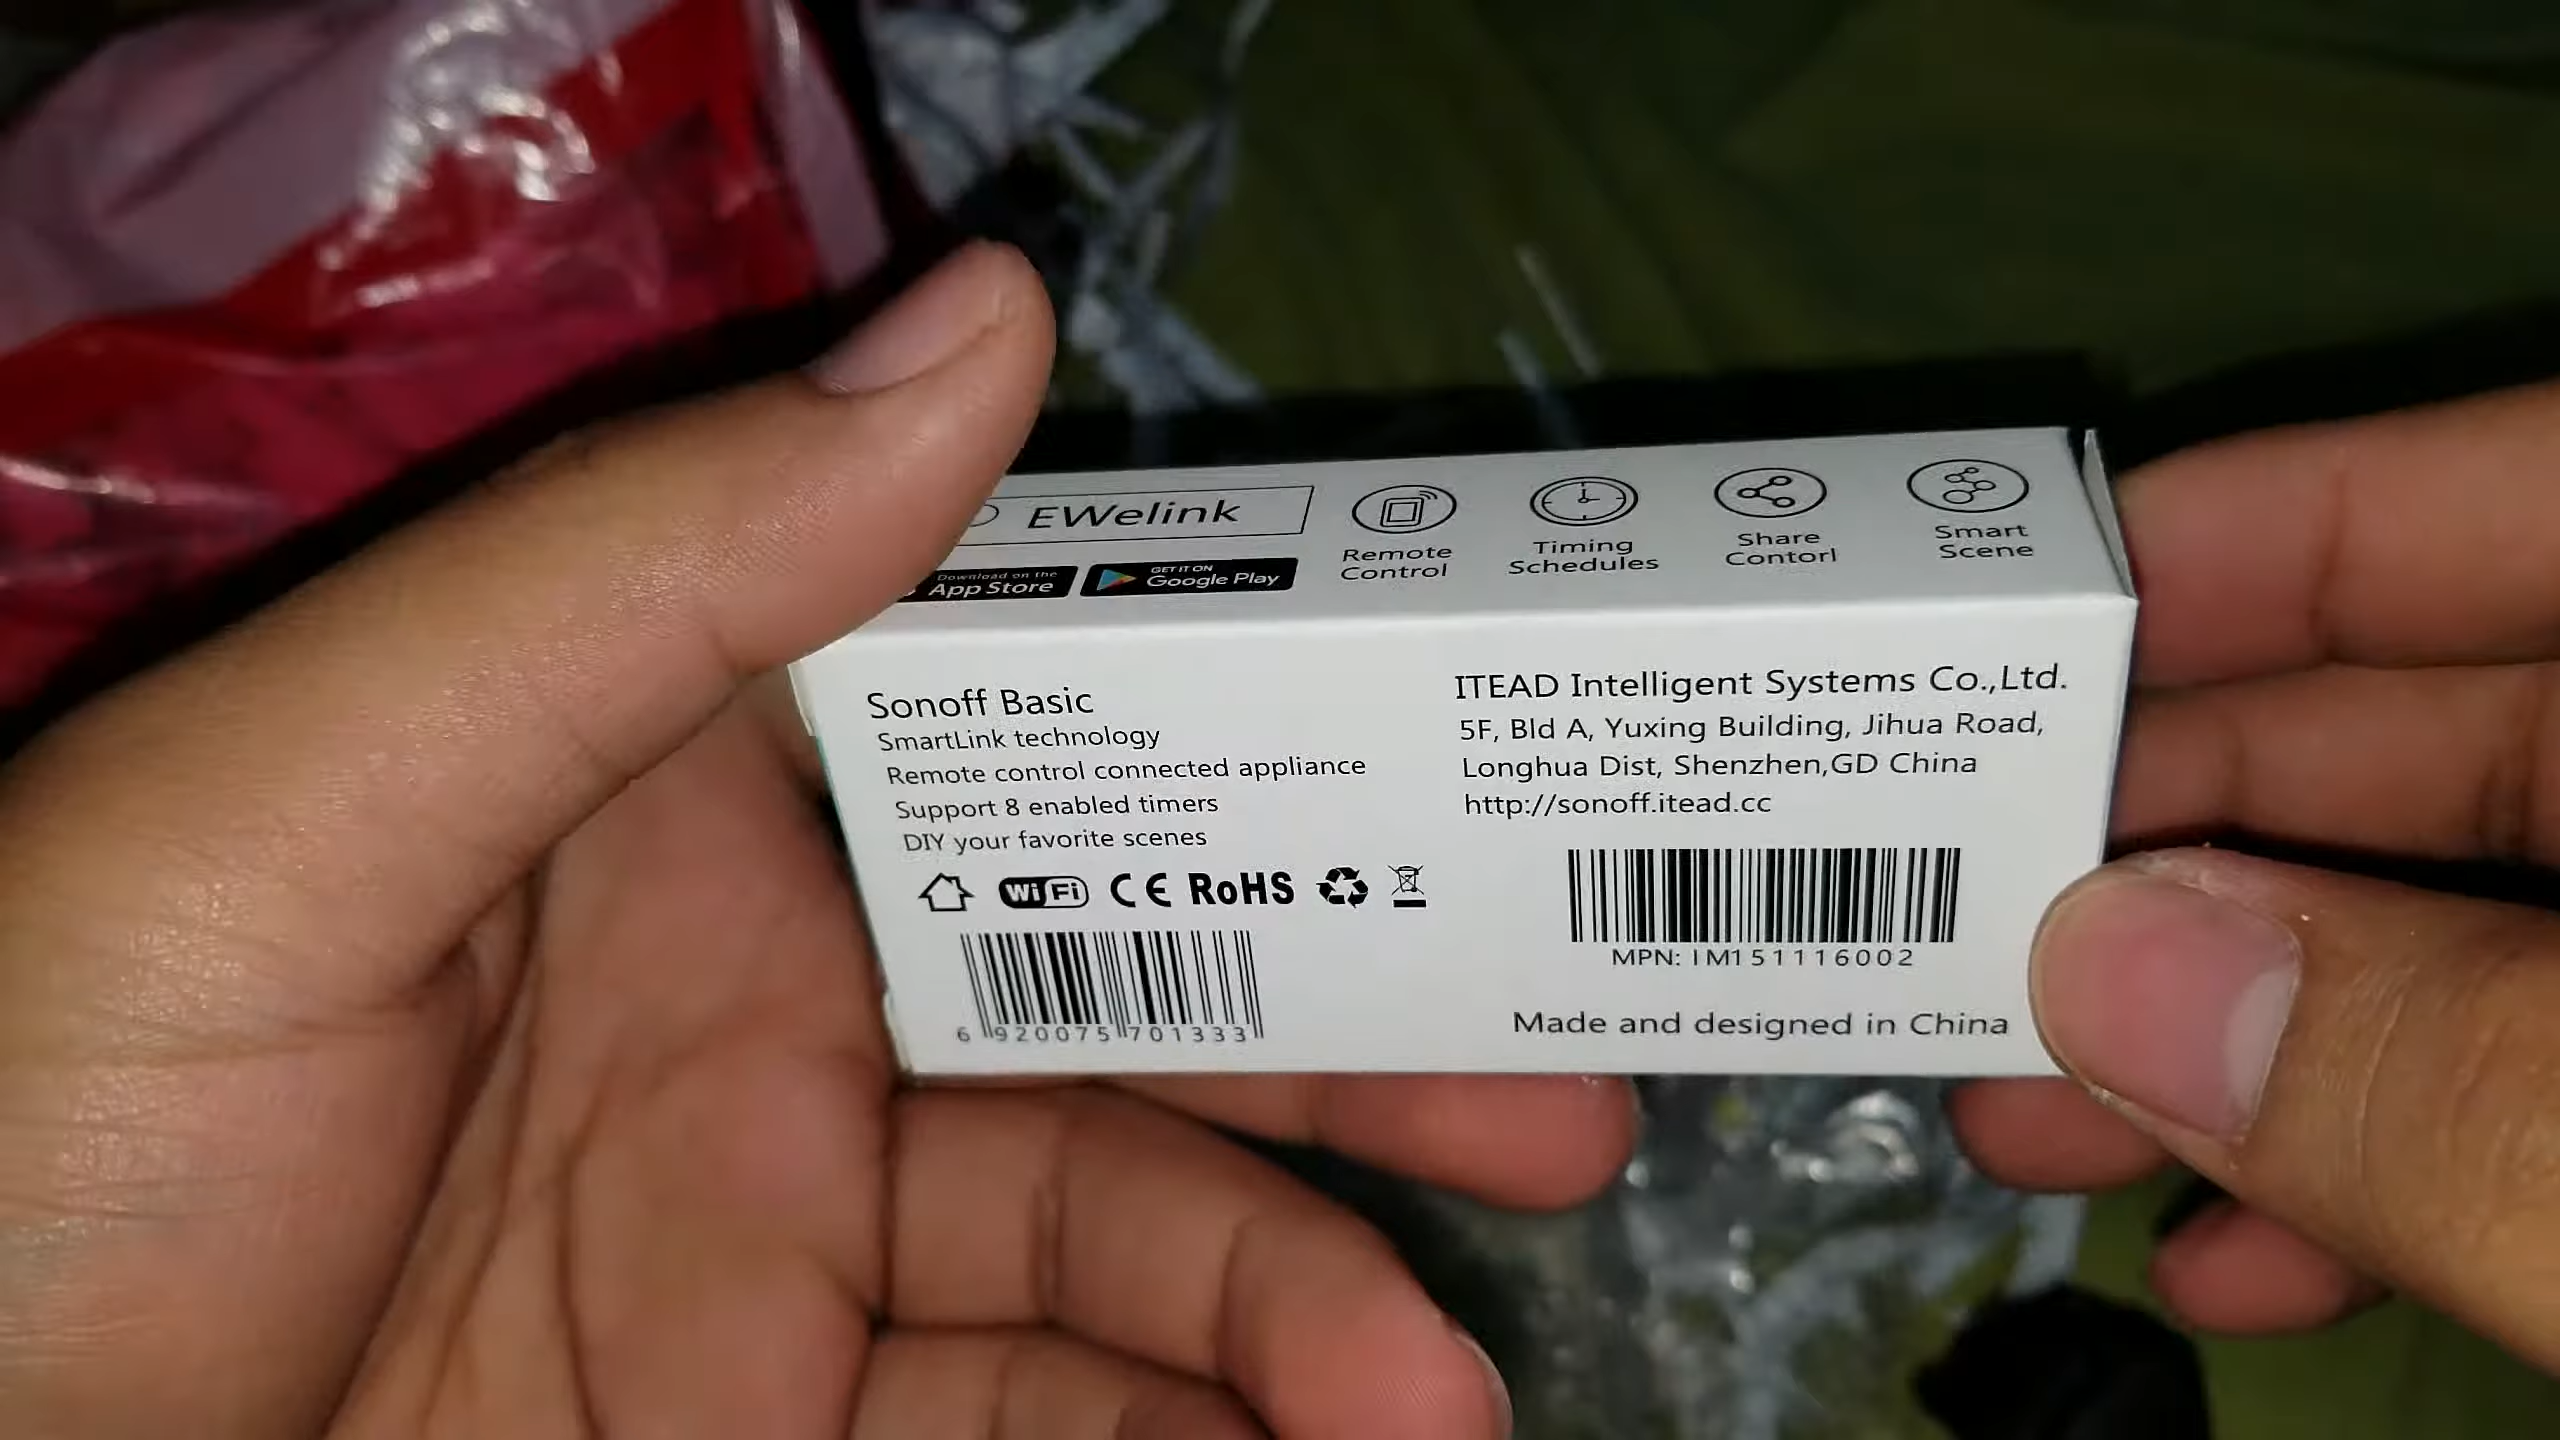 EWelink
Download on the
App Store
GET IT ON
Google Play
Remote
Control
Timing
Schedules
Share
Contorl
Smart
Scene
Sonoff Basic
SmartLink technology
Remote control connected appliance
Support 8 enabled timers
DIY your favorite scenes
WiFi CE RoHS
6 920075 701333
ITEAD Intelligent Systems Co.,Ltd.
5F, Bld A, Yuxing Building, Jihua Road,
Longhua Dist, Shenzhen,GD China
http://sonoff.itead.cc
MPN: IM151116002
Made and designed in China